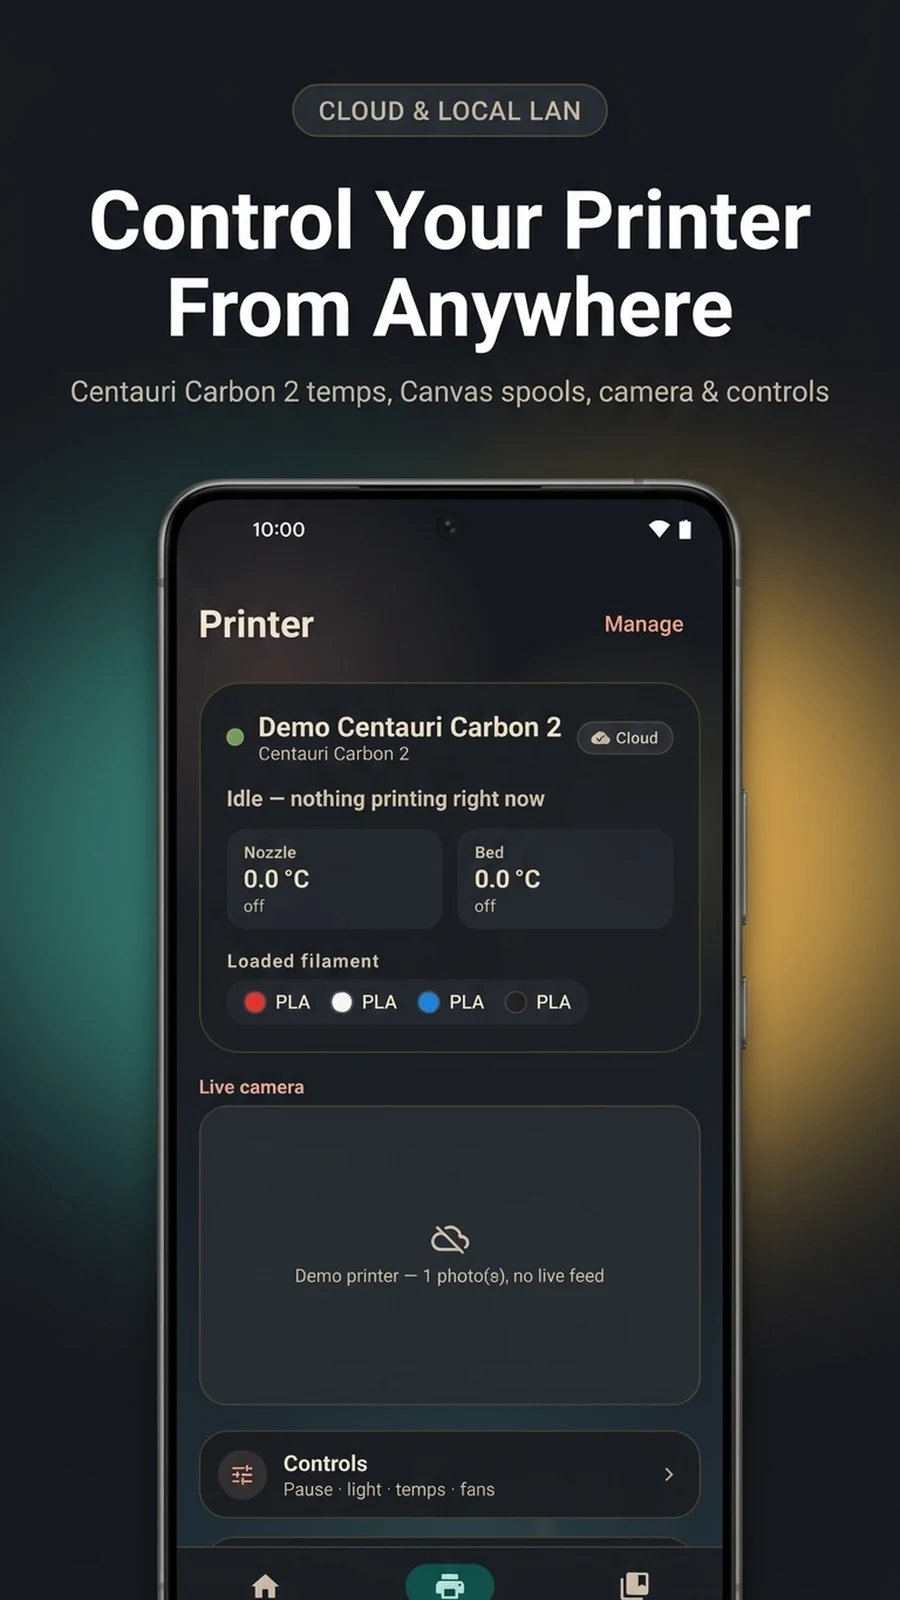 CLOUD & LOCAL LAN
Control Your Printer
From Anywhere
Centauri Carbon 2 temps, Canvas spools, camera & controls
10:00
Printer
Manage
Demo Centauri Carbon 2
Cloud
Centauri Carbon 2
Idle — nothing printing right now
Nozzle
0.0 °C
off
Bed
0.0 °C
off
Loaded filament
PLA PLA PLA PLA
Live camera
Demo printer — 1 photo(s), no live feed
Controls
Pause · light · temps · fans